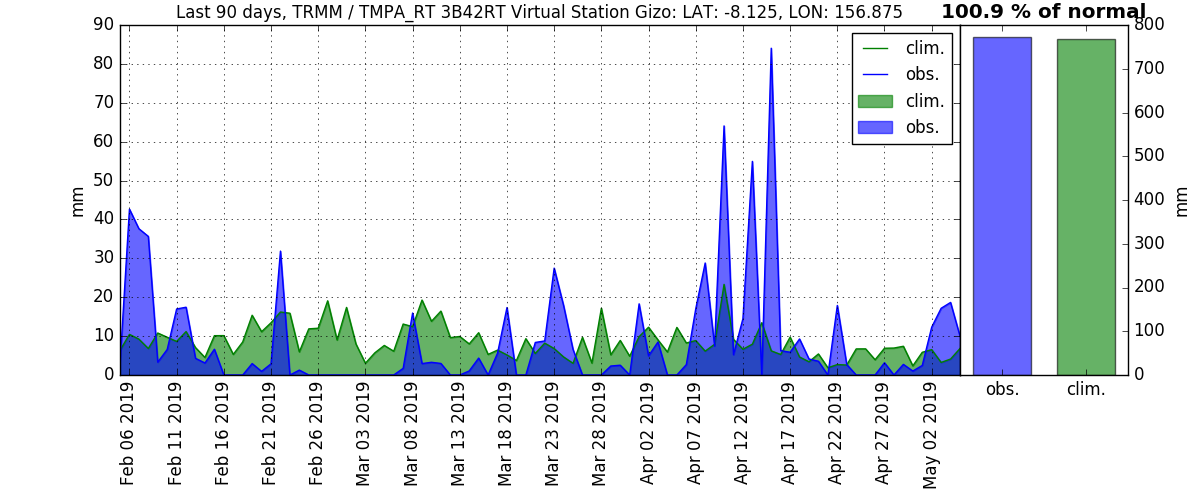 Last 90 days, TRMM / TMPA_RT 3B42RT Virtual Station Gizo: LAT: -8.125, LON: 156.875
100.9 % of normal
90
80
70
60
50
40
30
20
10
0
mm
clim.
obs.
clim.
obs.
800
700
600
500
400
300
200
100
0
mm
obs.
clim.
Feb 06 2019
Feb 11 2019
Feb 16 2019
Feb 21 2019
Feb 26 2019
Mar 03 2019
Mar 08 2019
Mar 13 2019
Mar 18 2019
Mar 23 2019
Mar 28 2019
Apr 02 2019
Apr 07 2019
Apr 12 2019
Apr 17 2019
Apr 22 2019
Apr 27 2019
May 02 2019